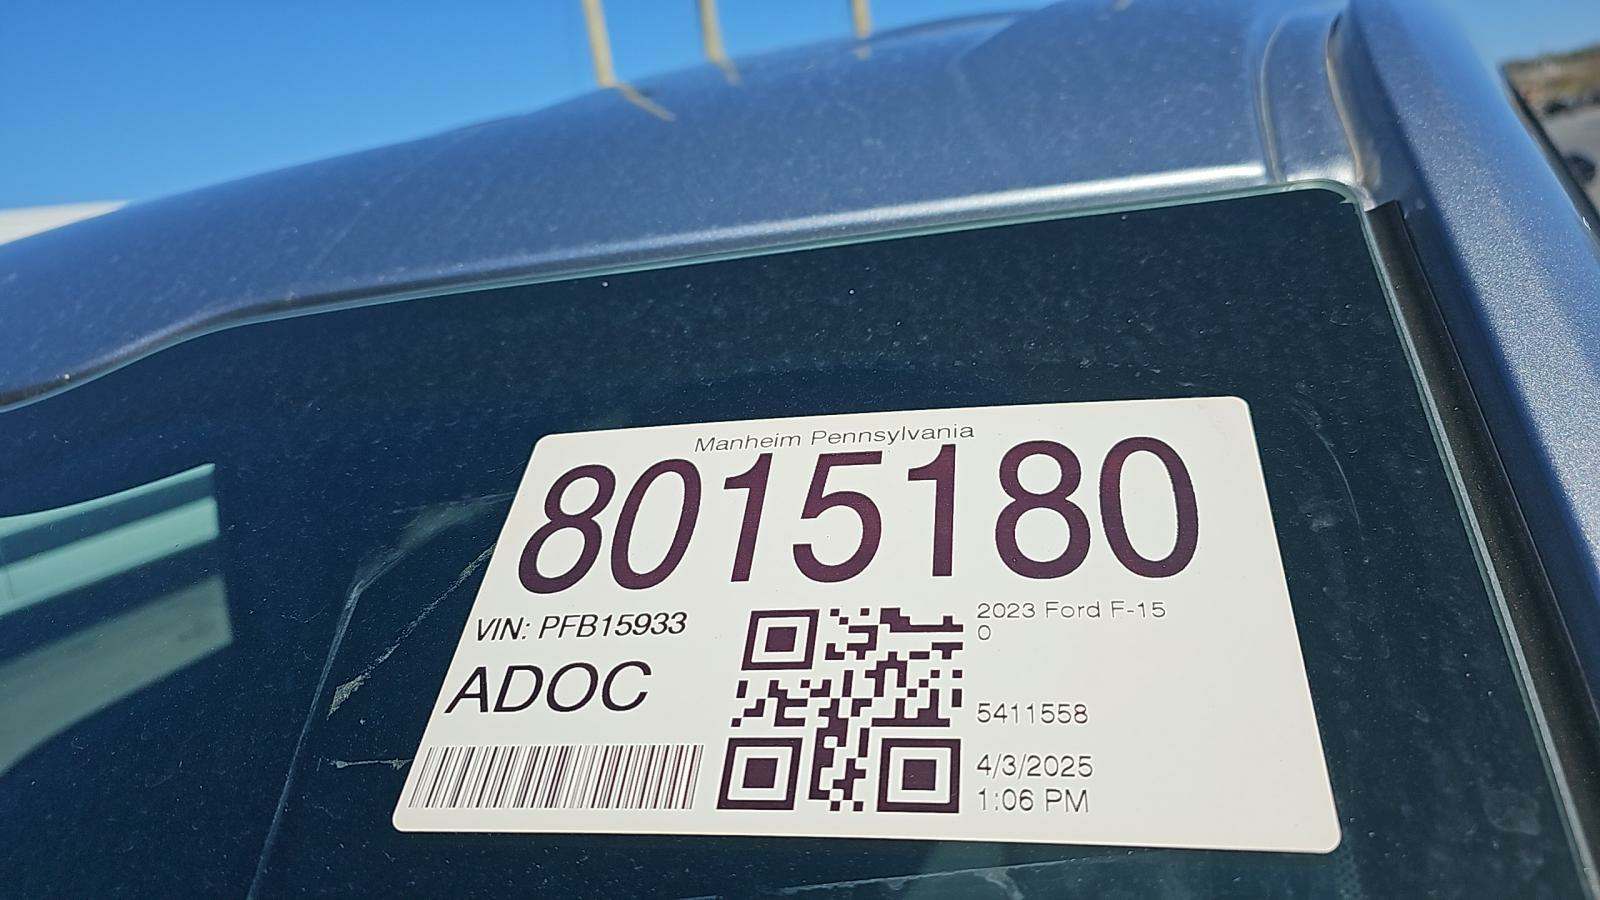 Manheim Pennsylvania
8015180
VIN: PFB15933
ADOC
2023 Ford F-15
0
5411558
4/3/2025
1:06 PM